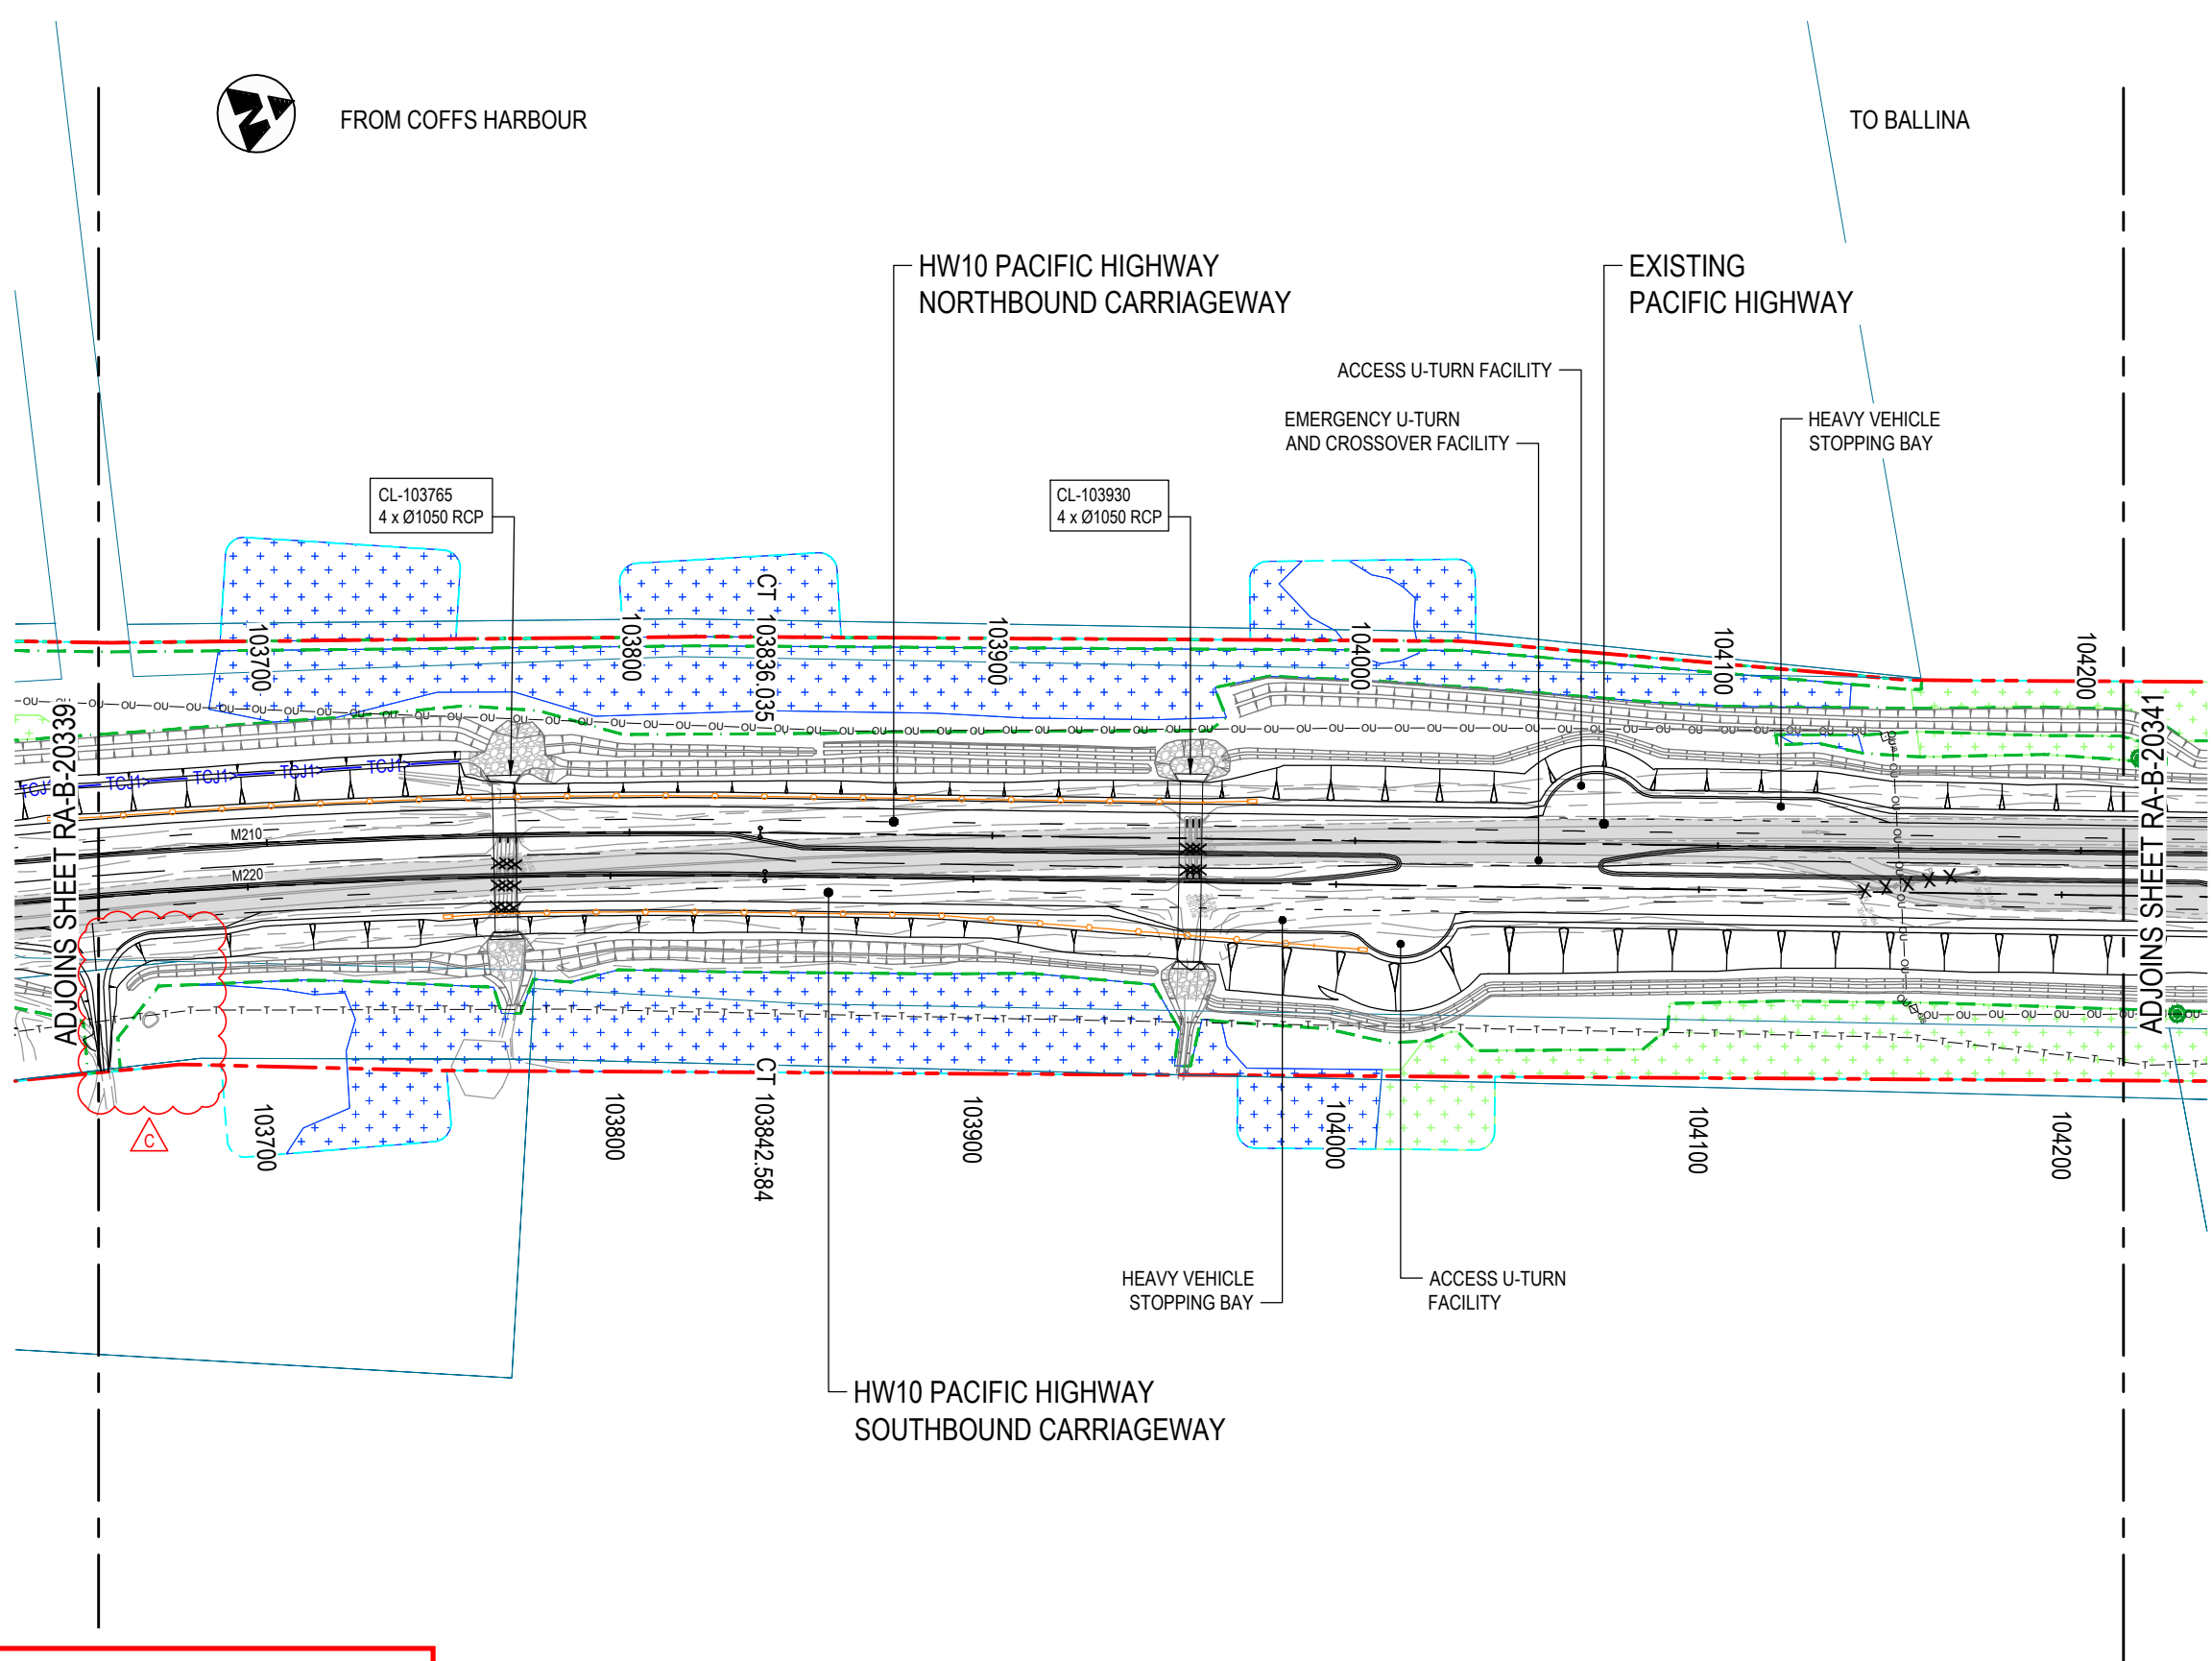 FROM COFFS HARBOUR
TO BALLINA
HW10 PACIFIC HIGHWAY
NORTHBOUND CARRIAGEWAY
EXISTING
PACIFIC HIGHWAY
ACCESS U-TURN FACILITY
EMERGENCY U-TURN
AND CROSSOVER FACILITY
HEAVY VEHICLE
STOPPING BAY
CL-103765
4 x Ø1050 RCP
CL-103930
4 x Ø1050 RCP
103700
103800
CT 103836.035
103900
104000
104100
104200
ADJOINS SHEET RA-B-20339
ADJOINS SHEET RA-B-20341
TCJ1> TCJ1> TCJ1> TCJ1>
M210
M220
C
103700
103800
CT 103842.584
103900
104000
104100
104200
HEAVY VEHICLE
STOPPING BAY
ACCESS U-TURN
FACILITY
HW10 PACIFIC HIGHWAY
SOUTHBOUND CARRIAGEWAY